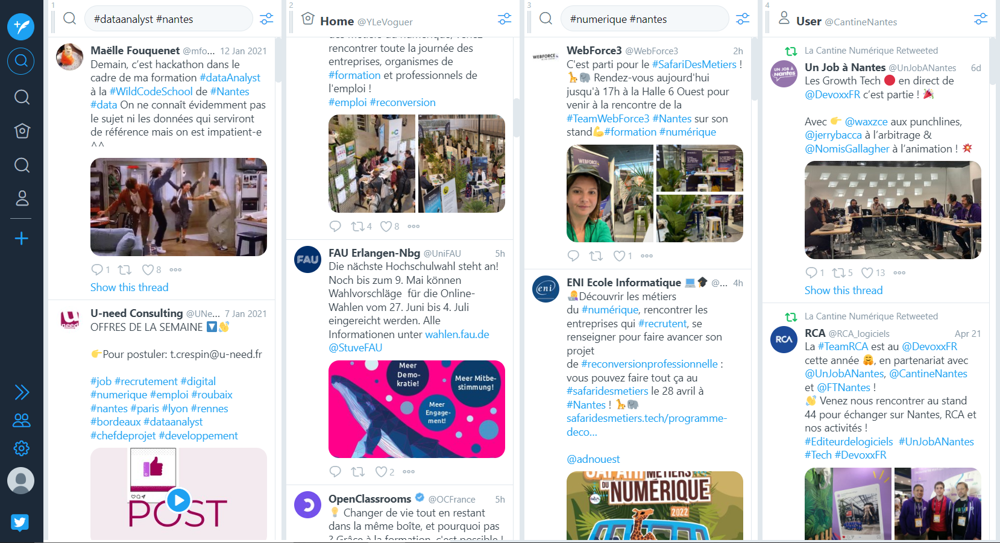 1
#dataanalyst #nantes
Maëlle Fouquenet @mfo... 12 Jan 2021
Demain, c’est hackathon dans le
cadre de ma formation #dataAnalyst
à la #WildCodeSchool de #Nantes
#data On ne connaît évidemment pas
le sujet ni les données qui serviront
de référence mais on est impatient-e
^^
1 8
Show this thread
U-need Consulting @UNe... 7 Jan 2021
OFFRES DE LA SEMAINE 🔽👋
👉Pour postuler: t.crespin@u-need.fr
#job #recrutement #digital
#numerique #emploi #roubaix
#nantes #paris #lyon #rennes
#bordeaux #dataanalyst
#chefdeprojet #developpement
POST
2
Home @YLeVoguer
des métiers du numérique, venez
rencontrer toute la journée des
entreprises, organismes de
#formation et professionnels de
l'emploi !
#emploi #reconversion
4 8
FAU
FAU Erlangen-Nbg @UniFAU 5h
Die nächste Hochschulwahl steht an!
Noch bis zum 9. Mai können
Wahlvorschläge für die Online-
Wahlen vom 27. Juni bis 4. Juli
eingereicht werden. Alle
Informationen unter wahlen.fau.de
@StuveFAU
Meer
Demo-
kratie!
Meer Mitbe-
stimmung!
Meer
Engage-
ment!
2
OpenClassrooms @OCFrance 5h
💡 Changer de vie tout en restant
dans la même boîte, et pourquoi pas
? Grâce à la formation, c'est possible !
3
#numerique #nantes
WEBFORCE
WebForce3 @WebForce3 2h
C'est parti pour le #SafariDesMetiers !
🦒🐘 Rendez-vous aujourd'hui
jusqu'à 17h à la Halle 6 Ouest pour
venir à la rencontre de la
#TeamWebForce3 #Nantes sur son
stand💪#formation #numérique
WEBFORCE
1
eni
ENI Ecole Informatique 💻🎓 @... 4h
👩‍💻Découvrir les métiers
du #numérique, rencontrer les
entreprises qui #recrutent, se
renseigner pour faire avancer son
projet
de #reconversionprofessionnelle :
vous pouvez faire tout ça au
#safaridesmetiers le 28 avril à
#Nantes ! 🦒🐘
safaridesmetiers.tech/programme-
deco...
@adnouest
SAFARI MÉTIERS
DU NUMÉRIQUE
2022
4
User @CantineNantes
La Cantine Numérique Retweeted
UN JOB À
nantes
Un Job à Nantes @UnJobANantes 6d
Les Growth Tech 🔴 en direct de
@DevoxxFR c’est partie ! 🎉
Avec 👉 @waxzce aux punchlines,
@jerrybacca à l’arbitrage &
@NomisGallagher à l’animation ! 💥
1 5 13
Show this thread
La Cantine Numérique Retweeted
RCA
RCA @RCA_logiciels Apr 21
La #TeamRCA est au @DevoxxFR
cette année 🤗, en partenariat avec
@UnJobANantes, @CantineNantes
et @FTNantes !
👋 Venez nous rencontrer au stand
44 pour échanger sur Nantes, RCA et
nos activités !
#Editeurdelogiciels #UnJobANantes
#Tech #DevoxxFR